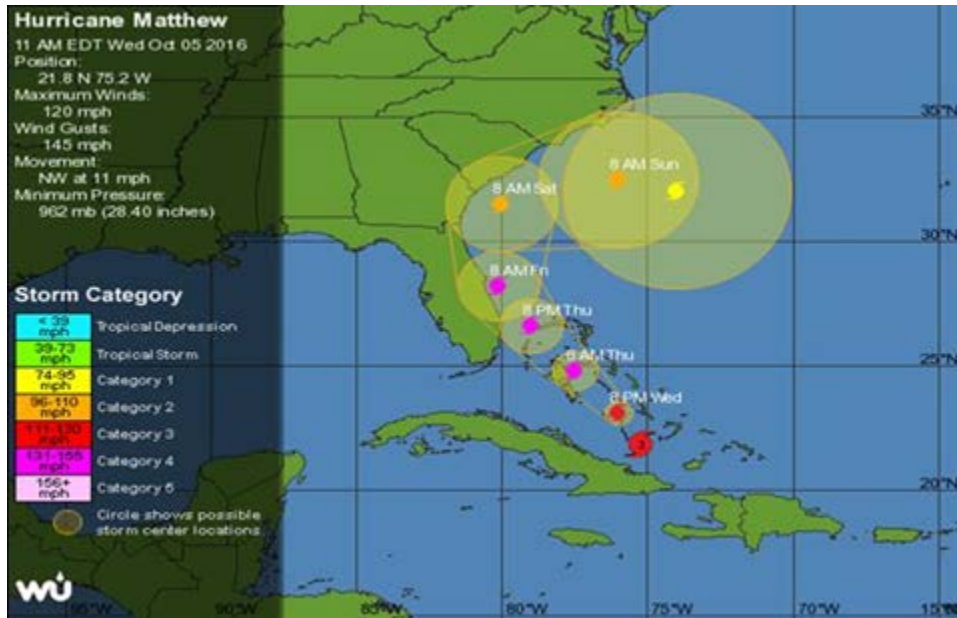 Hurricane Matthew
11 AM EDT Wed Oct 05 2016
Position:
21.8 N 75.2 W
Maximum Winds:
120 mph
Wind Gusts:
145 mph
Movement:
NW at 11 mph
Minimum Pressure:
962 mb (28.40 inches)
35°N
8 AM Sun
8 AM Sat
30°N
8 AM Fri
8 PM Thu
25°N
8 AM Thu
8 PM Wed
3
20°N
Storm Category
< 39 mph Tropical Depression
39-73 mph Tropical Storm
74-95 mph Category 1
96-110 mph Category 2
111-130 mph Category 3
131-155 mph Category 4
156+ mph Category 5
Circle shows possible
storm center locations
wu
95°W 90°W 85°W 80°W 75°W 70°W